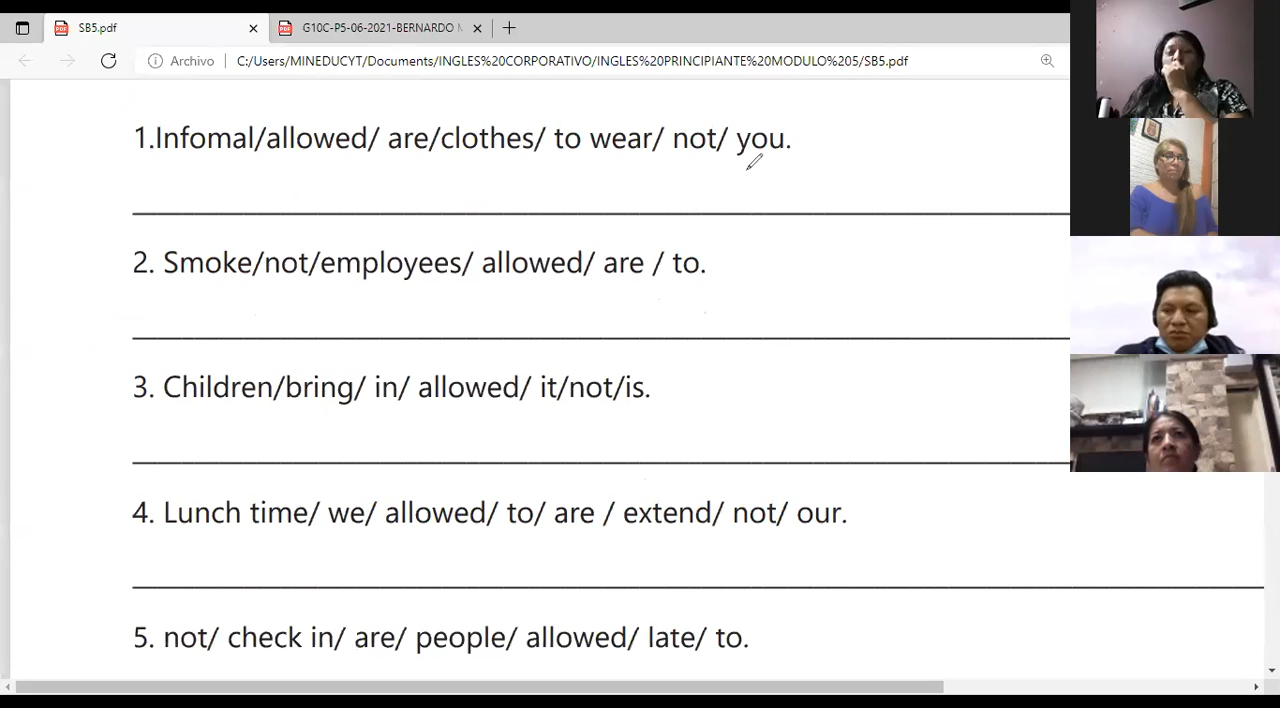 SB5.pdf
G10C-P5-06-2021-BERNARDO
Archivo
C:/Users/MINEDUCYT/Documents/INGLES%20CORPORATIVO/INGLES%20PRINCIPIANTE%20MODULO%205/SB5.pdf
1.Infomal/allowed/ are/clothes/ to wear/ not/ you.
2. Smoke/not/employees/ allowed/ are / to.
3. Children/bring/ in/ allowed/ it/not/is.
4. Lunch time/ we/ allowed/ to/ are / extend/ not/ our.
5. not/ check in/ are/ people/ allowed/ late/ to.